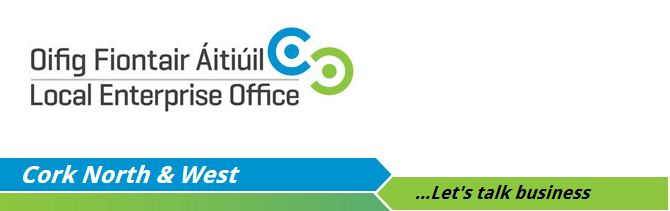 Oifig Fiontair Áitiúil
Local Enterprise Office
Cork North & West
...Let's talk business